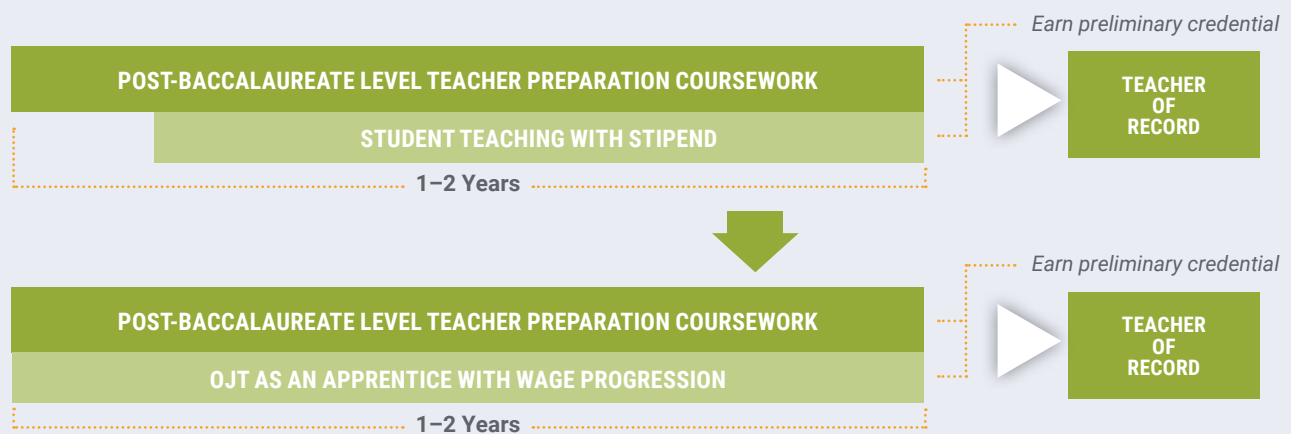 Earn preliminary credential
POST-BACCALAUREATE LEVEL TEACHER PREPARATION COURSEWORK
TEACHER
OF
RECORD
STUDENT TEACHING WITH STIPEND
1–2 Years
Earn preliminary credential
POST-BACCALAUREATE LEVEL TEACHER PREPARATION COURSEWORK
TEACHER
OF
RECORD
OJT AS AN APPRENTICE WITH WAGE PROGRESSION
1–2 Years